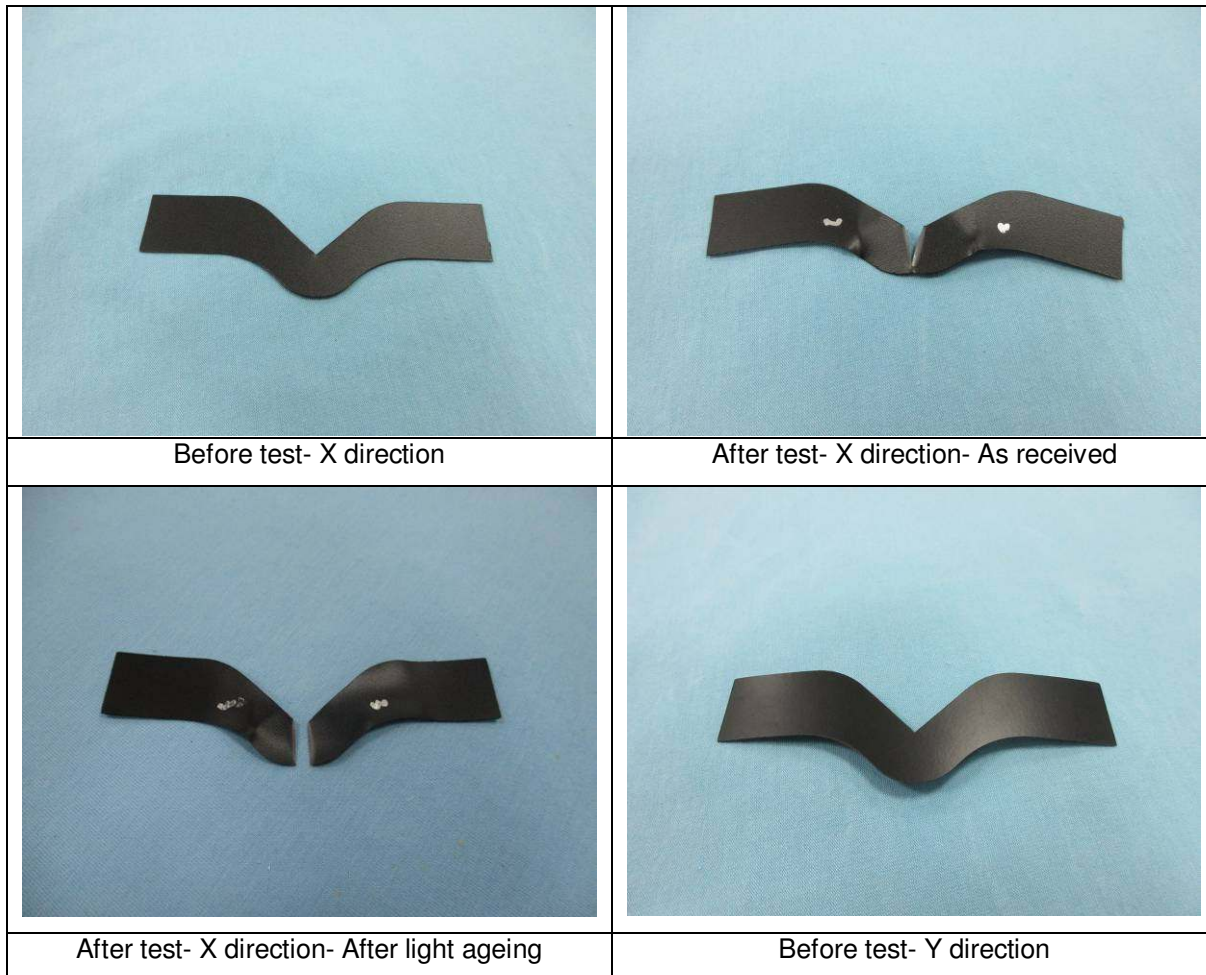 Before test- X direction
After test- X direction- As received
After test- X direction- After light ageing
Before test- Y direction